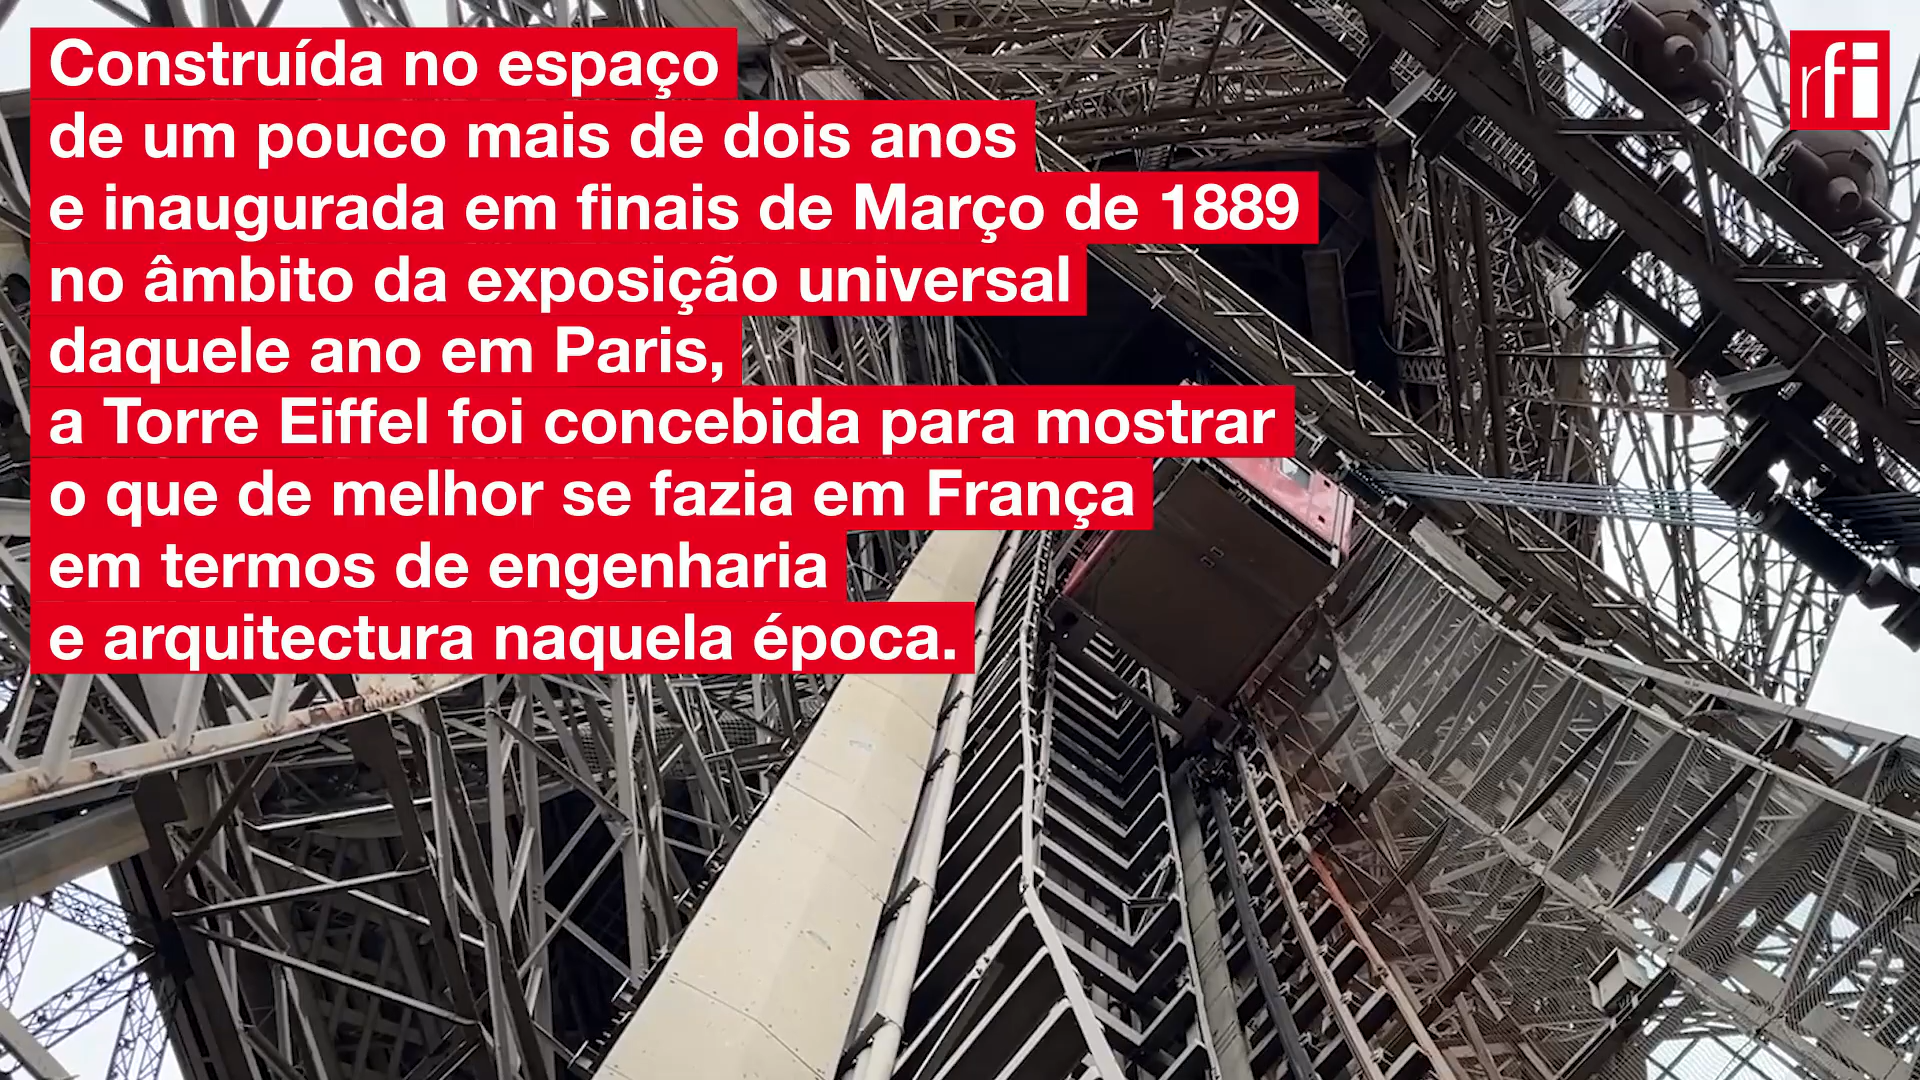 Construída no espaço
de um pouco mais de dois anos
e inaugurada em finais de Março de 1889
no âmbito da exposição universal
daquele ano em Paris,
a Torre Eiffel foi concebida para mostrar
o que de melhor se fazia em França
em termos de engenharia
e arquitectura naquela época.
rfi